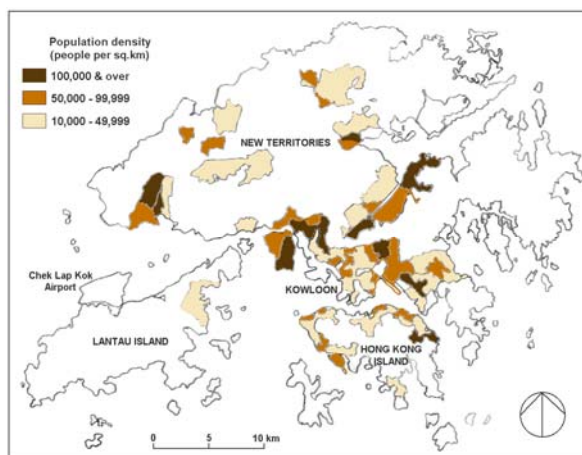 Population density
(people per sq.km)
100,000 & over
50,000 - 99,999
10,000 - 49,999
NEW TERRITORIES
Chek Lap Kok
Airport
KOWLOON
LANTAU ISLAND
HONG KONG
ISLAND
0 5 10 km